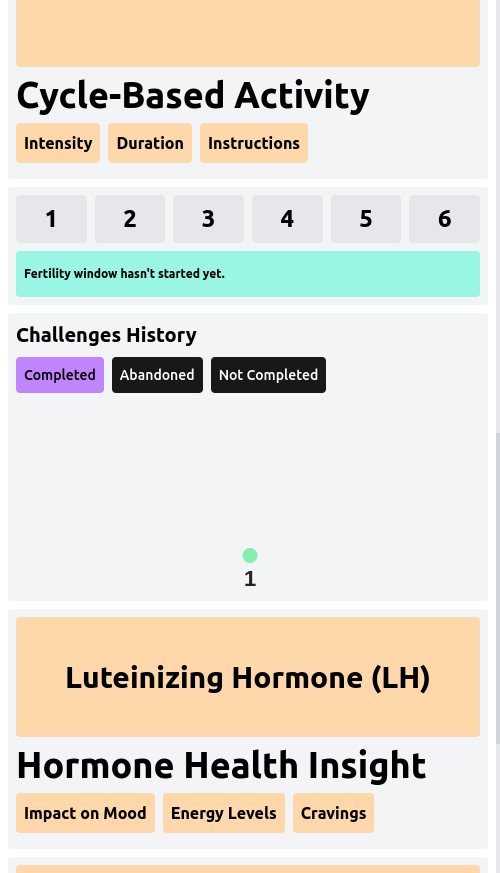 Cycle-Based Activity
Intensity Duration Instructions
1 2 3 4 5 6
Fertility window hasn't started yet.
Challenges History
Completed Abandoned Not Completed
1
Luteinizing Hormone (LH)
Hormone Health Insight
Impact on Mood Energy Levels Cravings